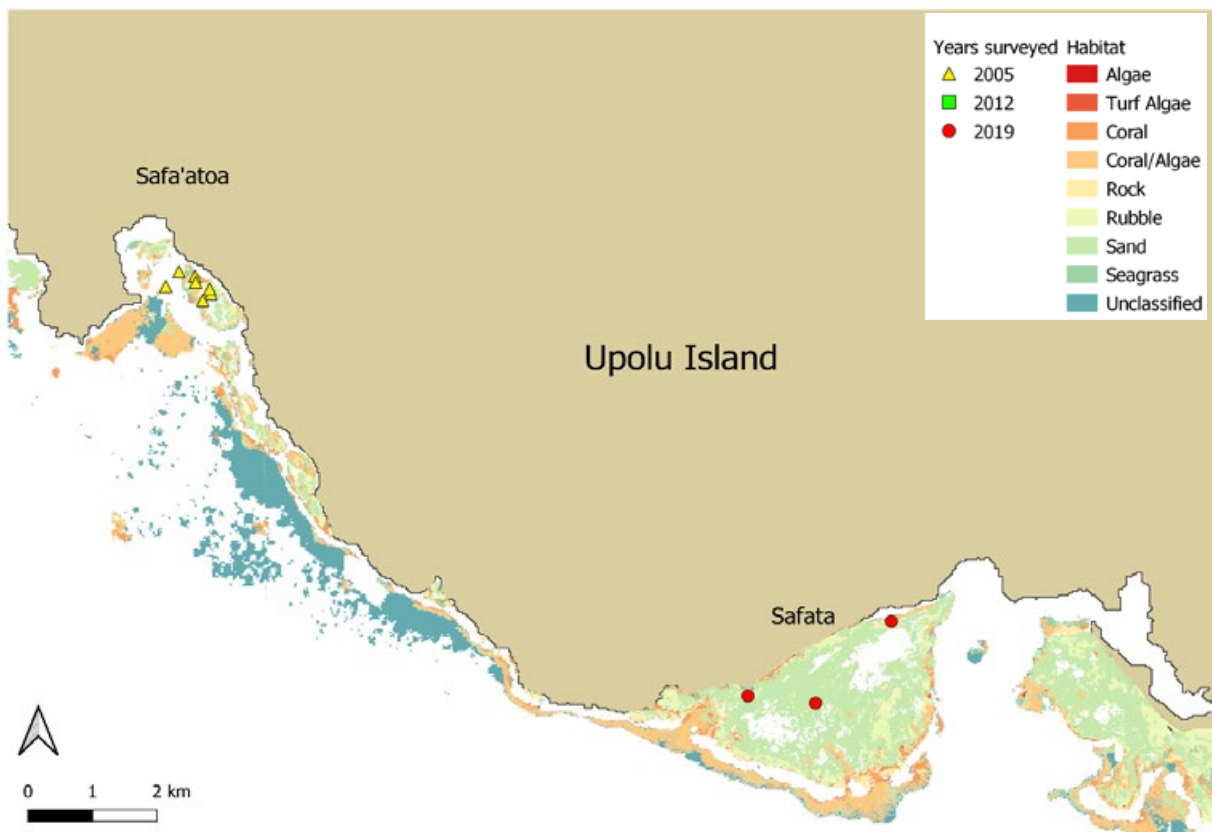 Years surveyed
2005
2012
2019
Habitat
Algae
Turf Algae
Coral
Coral/Algae
Rock
Rubble
Sand
Seagrass
Unclassified
Safa'atoa
Upolu Island
Safata
0 1 2 km